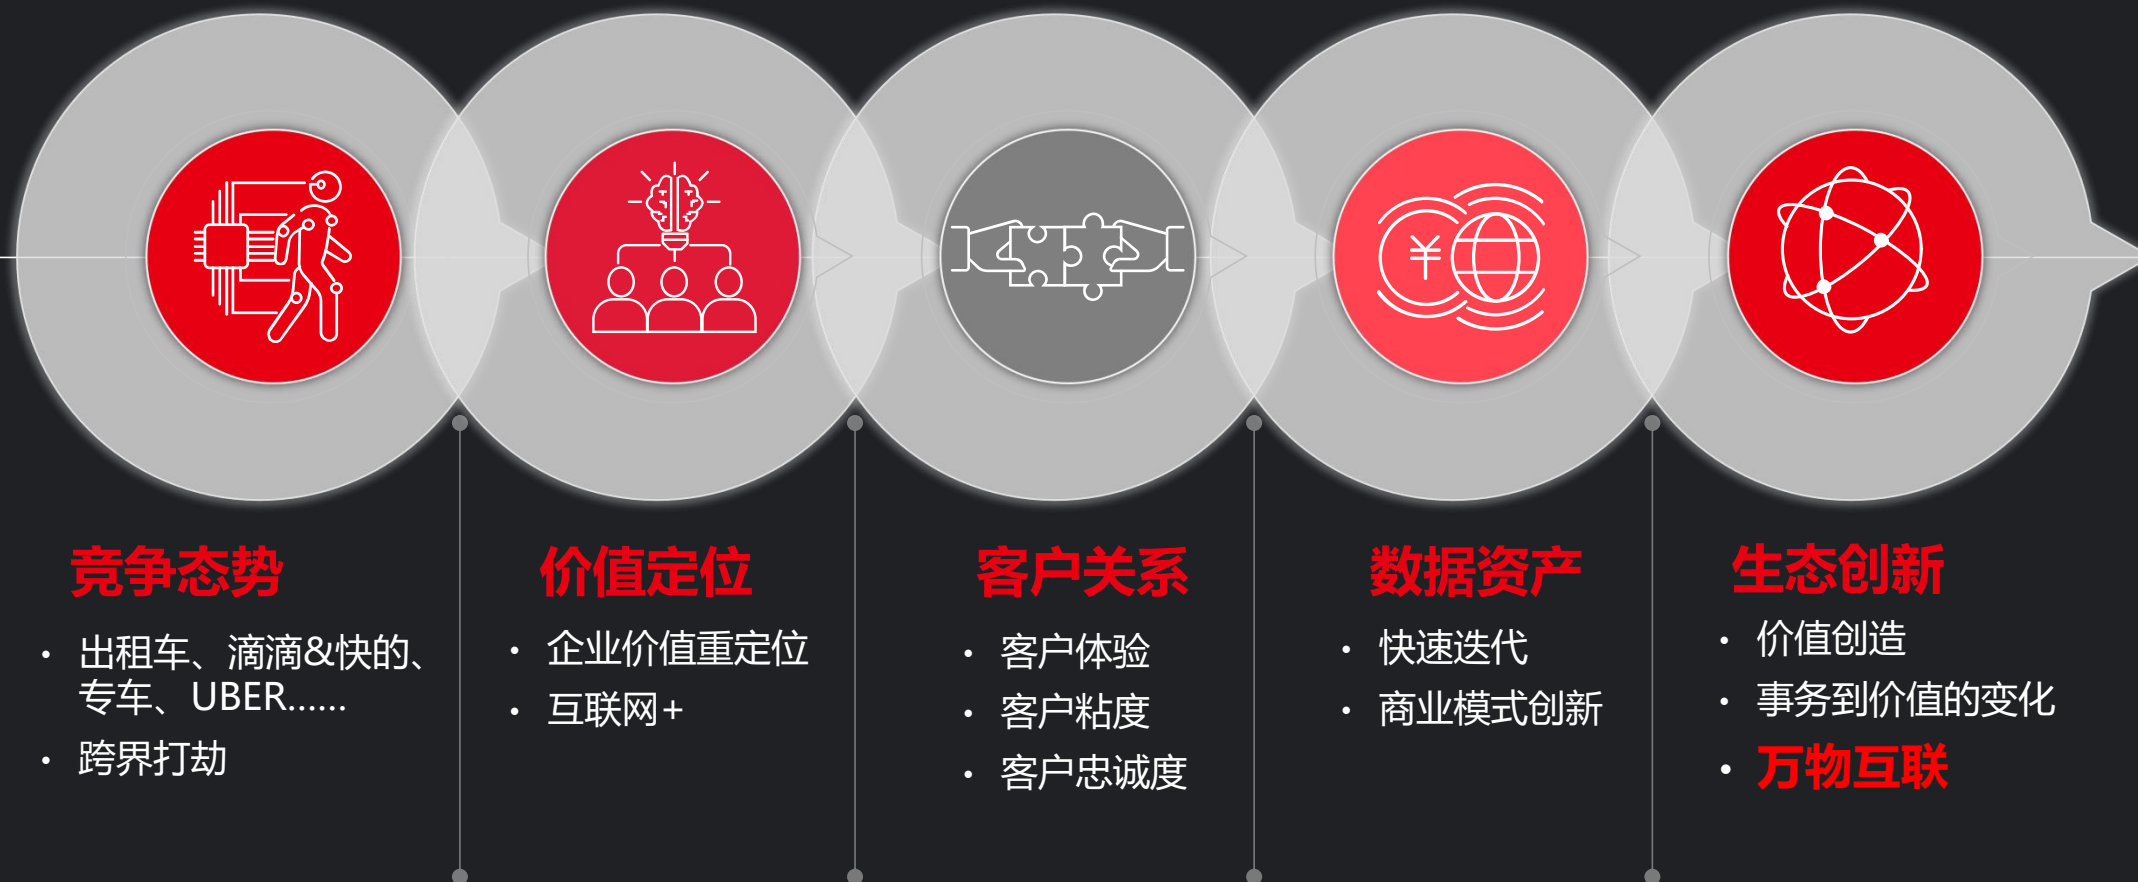 竞争态势
• 出租车、滴滴&快的、
专车、UBER......
• 跨界打劫
价值定位
• 企业价值重定位
• 互联网+
客户关系
• 客户体验
• 客户粘度
• 客户忠诚度
¥
数据资产
• 快速迭代
• 商业模式创新
生态创新
• 价值创造
• 事务到价值的变化
• 万物互联